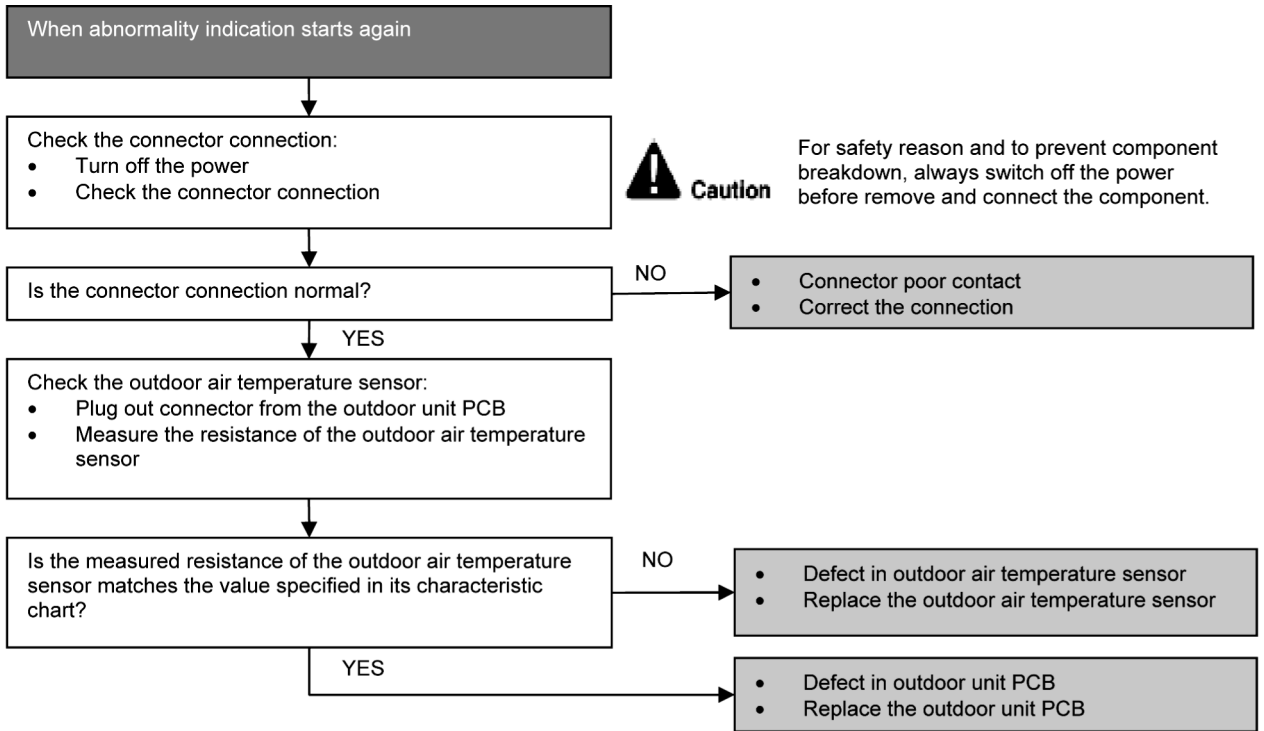 When abnormality indication starts again
Check the connector connection:
• Turn off the power
• Check the connector connection
Caution
For safety reason and to prevent component
breakdown, always switch off the power
before remove and connect the component.
Is the connector connection normal?
NO
• Connector poor contact
• Correct the connection
YES
Check the outdoor air temperature sensor:
• Plug out connector from the outdoor unit PCB
• Measure the resistance of the outdoor air temperature
sensor
Is the measured resistance of the outdoor air temperature
sensor matches the value specified in its characteristic
chart?
NO
• Defect in outdoor air temperature sensor
• Replace the outdoor air temperature sensor
YES
• Defect in outdoor unit PCB
• Replace the outdoor unit PCB